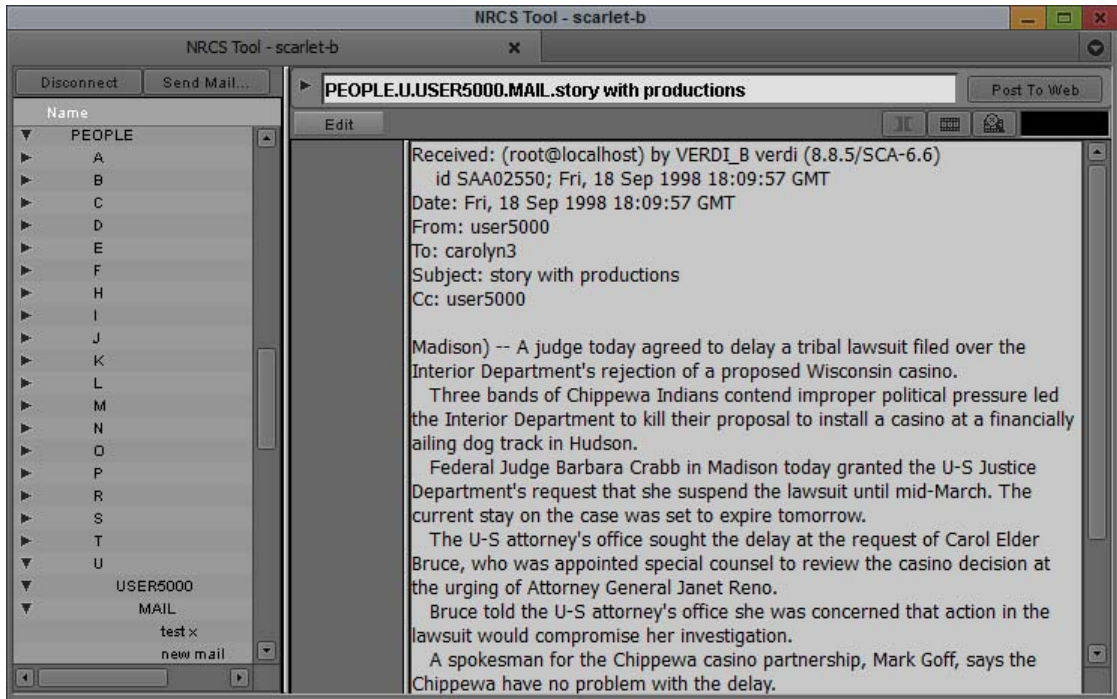 NRCS Tool - scarlet-b
NRCS Tool - scarlet-b
Disconnect
Send Mail...
Name
PEOPLE
A
B
C
D
E
F
H
I
J
K
L
M
N
O
P
R
S
T
U
USER5000
MAIL
test x
new mail
PEOPLE.U.USER5000.MAIL.story with productions
Post To Web
Edit
Received: (root@localhost) by VERDI_B verdi (8.8.5/SCA-6.6)
id SAA02550; Fri, 18 Sep 1998 18:09:57 GMT
Date: Fri, 18 Sep 1998 18:09:57 GMT
From: user5000
To: carolyn3
Subject: story with productions
Cc: user5000
Madison) -- A judge today agreed to delay a tribal lawsuit filed over the
Interior Department's rejection of a proposed Wisconsin casino.
Three bands of Chippewa Indians contend improper political pressure led
the Interior Department to kill their proposal to install a casino at a financially
ailing dog track in Hudson.
Federal Judge Barbara Crabb in Madison today granted the U-S Justice
Department's request that she suspend the lawsuit until mid-March. The
current stay on the case was set to expire tomorrow.
The U-S attorney's office sought the delay at the request of Carol Elder
Bruce, who was appointed special counsel to review the casino decision at
the urging of Attorney General Janet Reno.
Bruce told the U-S attorney's office she was concerned that action in the
lawsuit would compromise her investigation.
A spokesman for the Chippewa casino partnership, Mark Goff, says the
Chippewa have no problem with the delay.